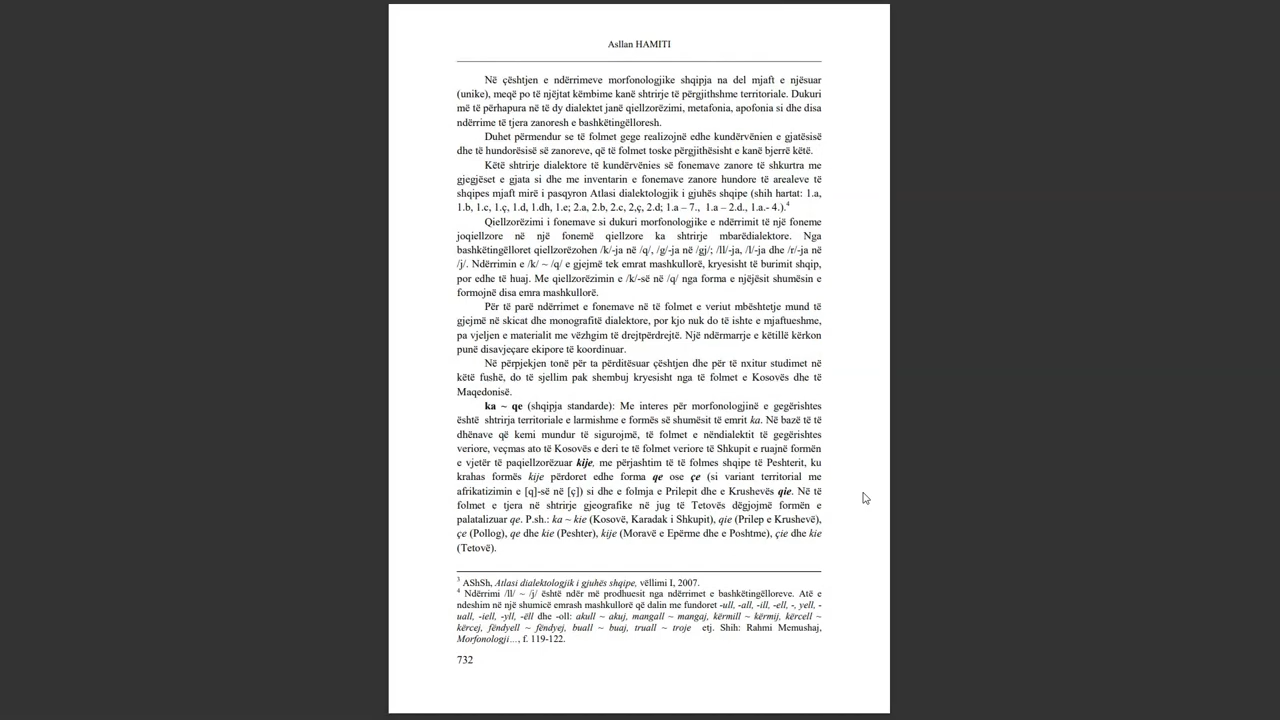 Asllan HAMITI
Në çështjen e ndërrimeve morfonologjike shqipja na del mjaft e njësuar
(unike), meqë po të njëjtat këmbime kanë shtrirje të përgjithshme territoriale. Dukuri
më të përhapura në të dy dialektet janë qiellzorëzimi, metafonia, apofonia si dhe disa
ndërrime të tjera zanoresh e bashkëtingëlloresh.
Duhet përmendur se të folmet gege realizojnë edhe kundërvënien e gjatësisë
dhe të hundorësisë së zanoreve, që të folmet toske përgjithësisht e kanë bjerrë këtë.
Këtë shtrirje dialektore të kundërvënies së fonemave zanore të shkurtra me
gjegjëset e gjata si dhe me inventarin e fonemave zanore hundore të arealeve të
shqipes mjaft mirë i pasqyron Atlasi dialektologjik i gjuhës shqipe (shih hartat: 1.a,
1.b, 1.c, 1.ç, 1.d, 1.dh, 1.e; 2.a, 2.b, 2.c, 2,ç, 2.d; 1.a – 7., 1.a – 2.d., 1.a.- 4.).4
Qiellzorëzimi i fonemave si dukuri morfonologjike e ndërrimit të një foneme
joqiellzore në një fonemë qiellzore ka shtrirje mbarëdialektore. Nga
bashkëtingëlloret qiellzorëzohen /k/-ja në /q/, /g/-ja në /gj/; /ll/-ja, /l/-ja dhe /r/-ja në
/j/. Ndërrimin e /k/ ~ /q/ e gjejmë tek emrat mashkullorë, kryesisht të burimit shqip,
por edhe të huaj. Me qiellzorëzimin e /k/-së në /q/ nga forma e njëjësit shumësin e
formojnë disa emra mashkullorë.
Për të parë ndërrimet e fonemave në të folmet e veriut mbështetje mund të
gjejmë në skicat dhe monografitë dialektore, por kjo nuk do të ishte e mjaftueshme,
pa vjeljen e materialit me vëzhgim të drejtpërdrejtë. Një ndërmarrje e këtillë kërkon
punë disavjeçare ekipore të koordinuar.
Në përpjekjen tonë për ta përditësuar çështjen dhe për të nxitur studimet në
këtë fushë, do të sjellim pak shembuj kryesisht nga të folmet e Kosovës dhe të
Maqedonisë.
ka ~ qe (shqipja standarde): Me interes për morfonologjinë e gegërishtes
është shtrirja territoriale e larmishme e formës së shumësit të emrit ka. Në bazë të të
dhënave që kemi mundur të sigurojmë, të folmet e nëndialektit të gegërishtes
veriore, veçmas ato të Kosovës e deri te të folmet veriore të Shkupit e ruajnë formën
e vjetër të paqiellzorëzuar kije, me përjashtim të të folmes shqipe të Peshterit, ku
krahas formës kije përdoret edhe forma qe ose çe (si variant territorial me
afrikatizimin e [q]-së në [ç]) si dhe e folmja e Prilepit dhe e Krushevës qie. Në të
folmet e tjera në shtrirje gjeografike në jug të Tetovës dëgjojmë formën e
palatalizuar qe. P.sh.: ka ~ kie (Kosovë, Karadak i Shkupit), qie (Prilep e Krushevë),
çe (Pollog), qe dhe kie (Peshter), kije (Moravë e Epërme dhe e Poshtme), çie dhe kie
(Tetovë).
3 AShSh, Atlasi dialektologjik i gjuhës shqipe, vëllimi I, 2007.
4 Ndërrimi /ll/ ~ /j/ është ndër më prodhuesit nga ndërrimet e bashkëtingëlloreve. Atë e
ndeshim në një shumicë emrash mashkullorë që dalin me fundoret -ull, -all, -ill, -ell, -, yell, -
uall, -iell, -yll, -ëll dhe -oll: akull ~ akuj, mangall ~ mangaj, kërmill ~ kërmij, kërcell ~
kërcej, fëndyell ~ fëndyej, buall ~ buaj, truall ~ troje etj. Shih: Rahmi Memushaj,
Morfonologji…, f. 119-122.
732